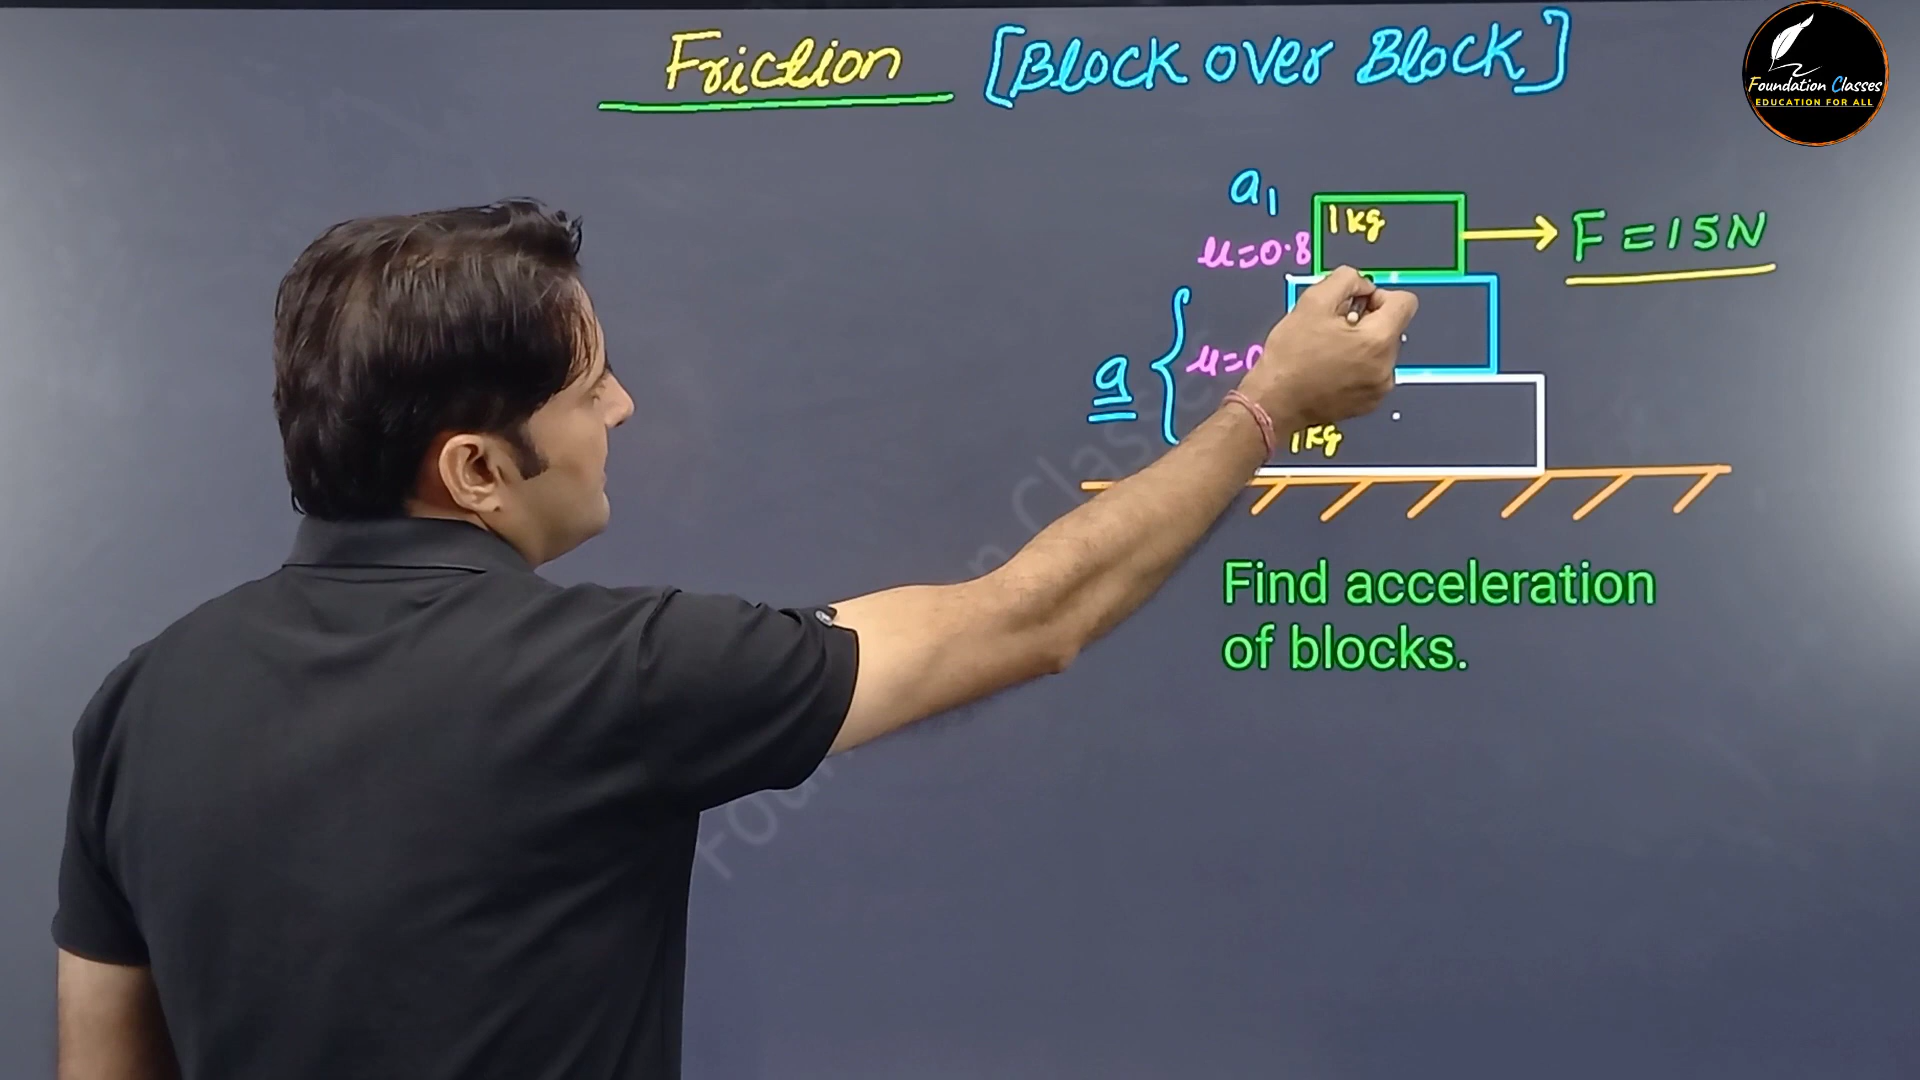 Friction [Block over Block]
Foundation Classes
EDUCATION FOR ALL
a1
1kg
μ=0.8
F=15N
a
μ=0
1kg
Find acceleration
of blocks.